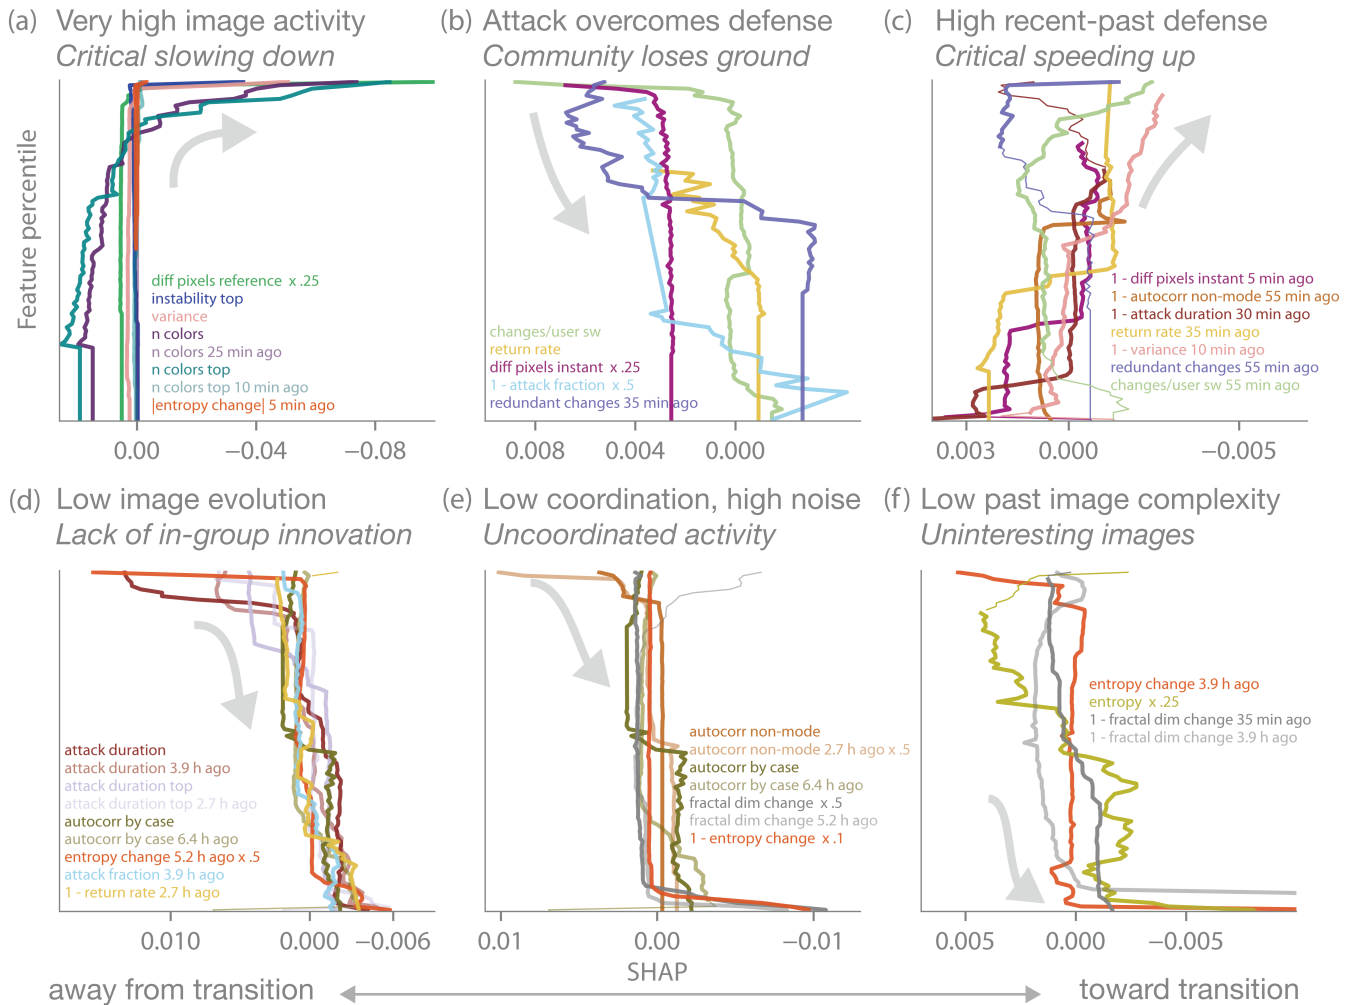 (a) Very high image activity
Critical slowing down
(b) Attack overcomes defense
Community loses ground
(c) High recent-past defense
Critical speeding up
Feature percentile
diff pixels reference x .25
instability top
variance
n colors
n colors 25 min ago
n colors top
n colors top 10 min ago
|entropy change| 5 min ago
0.00 −0.04 −0.08
changes/user sw
return rate
diff pixels instant x .25
1 - attack fraction x .5
redundant changes 35 min ago
0.008 0.004 0.000
1 - diff pixels instant 5 min ago
1 - autocorr non-mode 55 min ago
1 - attack duration 30 min ago
return rate 35 min ago
1 - variance 10 min ago
redundant changes 55 min ago
changes/user sw 55 min ago
0.003 0.000 −0.005
(d) Low image evolution
Lack of in-group innovation
(e) Low coordination, high noise
Uncoordinated activity
(f) Low past image complexity
Uninteresting images
attack duration
attack duration 3.9 h ago
attack duration top
attack duration top 2.7 h ago
autocorr by case
autocorr by case 6.4 h ago
entropy change 5.2 h ago x .5
attack fraction 3.9 h ago
1 - return rate 2.7 h ago
0.010 0.000 −0.006
autocorr non-mode
autocorr non-mode 2.7 h ago x .5
autocorr by case
autocorr by case 6.4 h ago
fractal dim change x .5
fractal dim change 5.2 h ago
1 - entropy change x .1
0.01 0.00 −0.01
entropy change 3.9 h ago
entropy x .25
1 - fractal dim change 35 min ago
1 - fractal dim change 3.9 h ago
0.005 0.000 −0.005
SHAP
away from transition
toward transition